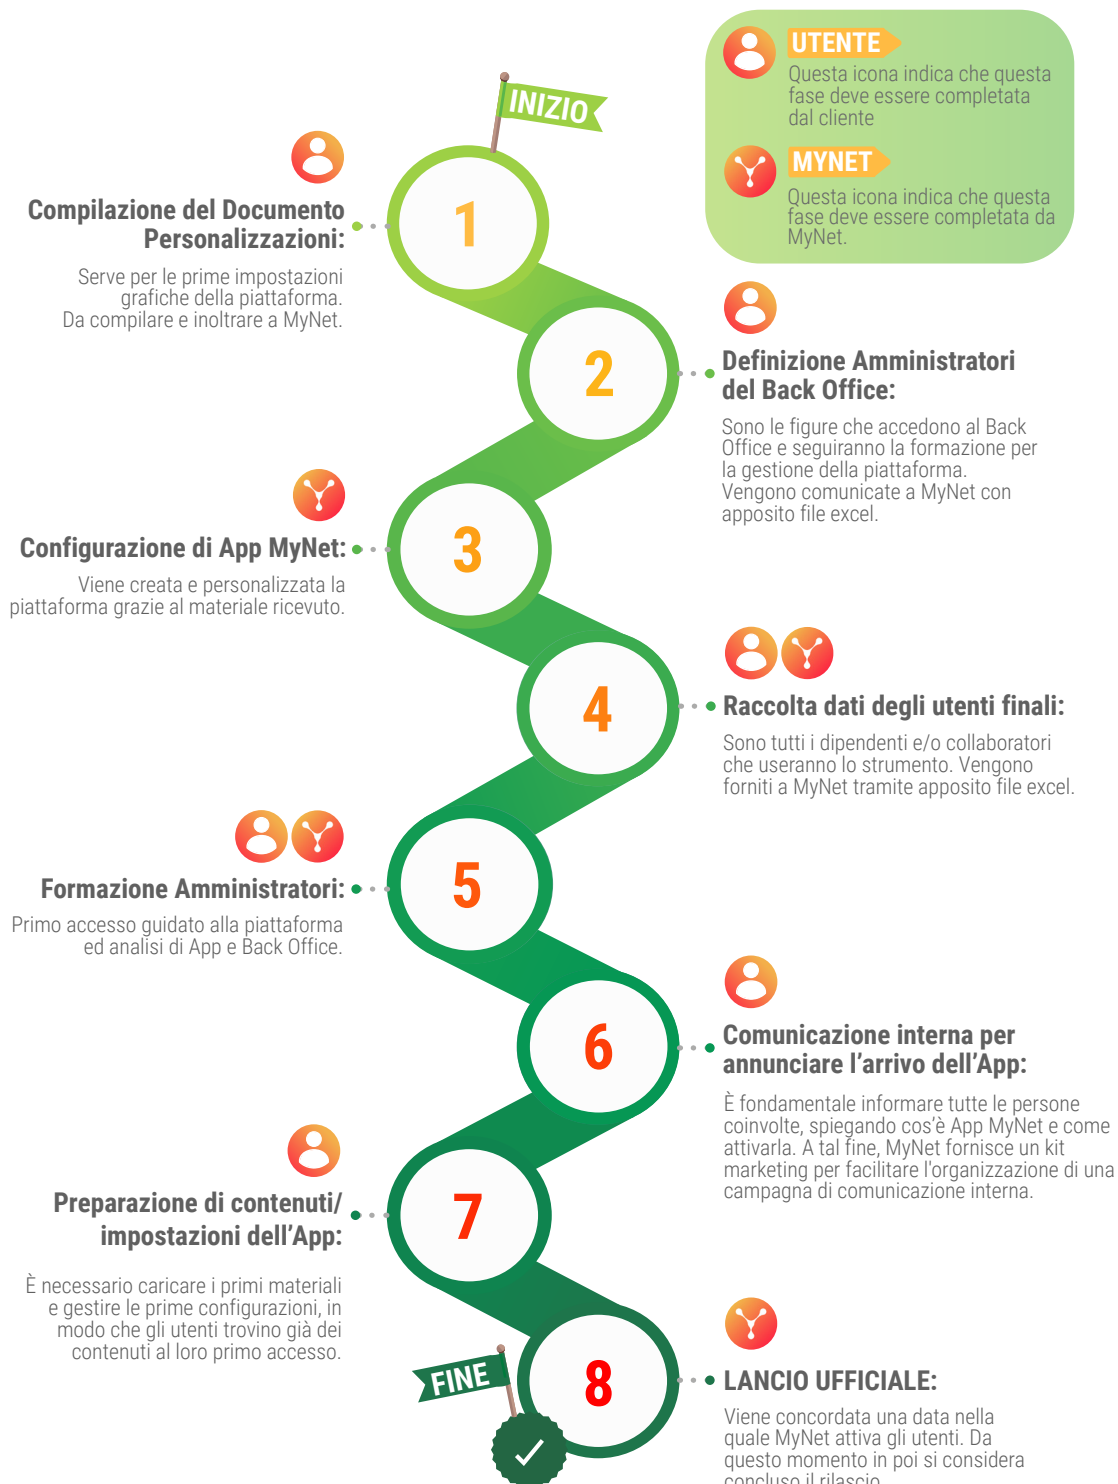 UTENTE
Questa icona indica che questa
fase deve essere completata
dal cliente
MYNET
Questa icona indica che questa
fase deve essere completata da
MyNet.
INIZIO
1
Compilazione del Documento
Personalizzazioni:
Serve per le prime impostazioni
grafiche della piattaforma.
Da compilare e inoltrare a MyNet.
2
Definizione Amministratori
del Back Office:
Sono le figure che accedono al Back
Office e seguiranno la formazione per
la gestione della piattaforma.
Vengono comunicate a MyNet con
apposito file excel.
3
Configurazione di App MyNet:
Viene creata e personalizzata la
piattaforma grazie al materiale ricevuto.
4
Raccolta dati degli utenti finali:
Sono tutti i dipendenti e/o collaboratori
che useranno lo strumento. Vengono
forniti a MyNet tramite apposito file excel.
5
Formazione Amministratori:
Primo accesso guidato alla piattaforma
ed analisi di App e Back Office.
6
Comunicazione interna per
annunciare l'arrivo dell'App:
È fondamentale informare tutte le persone
coinvolte, spiegando cos'è App MyNet e come
attivarla. A tal fine, MyNet fornisce un kit
marketing per facilitare l'organizzazione di una
campagna di comunicazione interna.
7
Preparazione di contenuti/
impostazioni dell'App:
È necessario caricare i primi materiali
e gestire le prime configurazioni, in
modo che gli utenti trovino già dei
contenuti al loro primo accesso.
FINE
8
LANCIO UFFICIALE:
Viene concordata una data nella
quale MyNet attiva gli utenti. Da
questo momento in poi si considera
concluso il rilascio